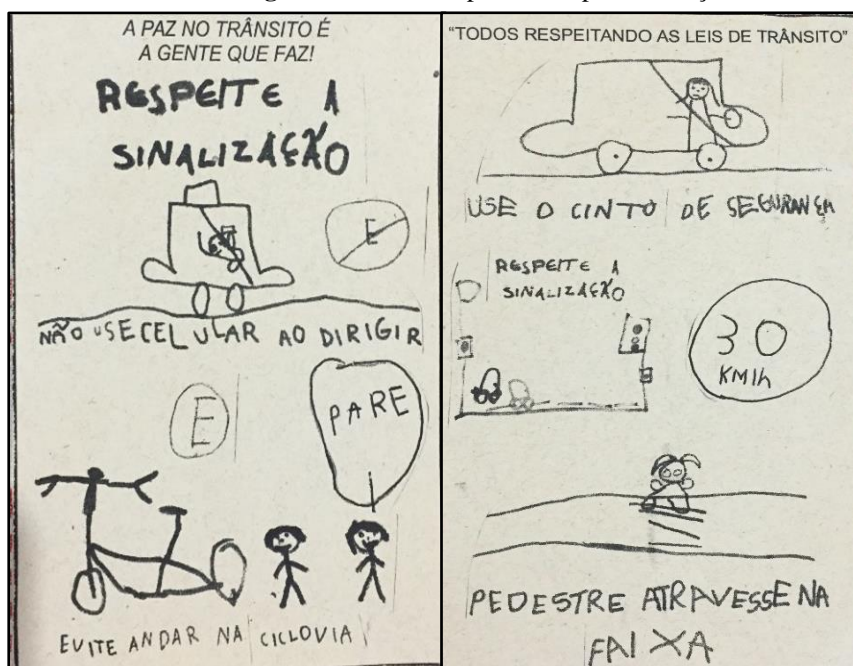 A PAZ NO TRÂNSITO É
A GENTE QUE FAZ!
RESPEITE A
SINALIZAÇÃO
E
NÃO USE CELULAR AO DIRIGIR
E
PARE
EVITE ANDAR NA CICLOVIA
"TODOS RESPEITANDO AS LEIS DE TRÂNSITO"
USE O CINTO DE SEGURANÇA
RESPEITE A
SINALIZAÇÃO
30
KM/h
PEDESTRE ATRAVESSE NA
FAIXA